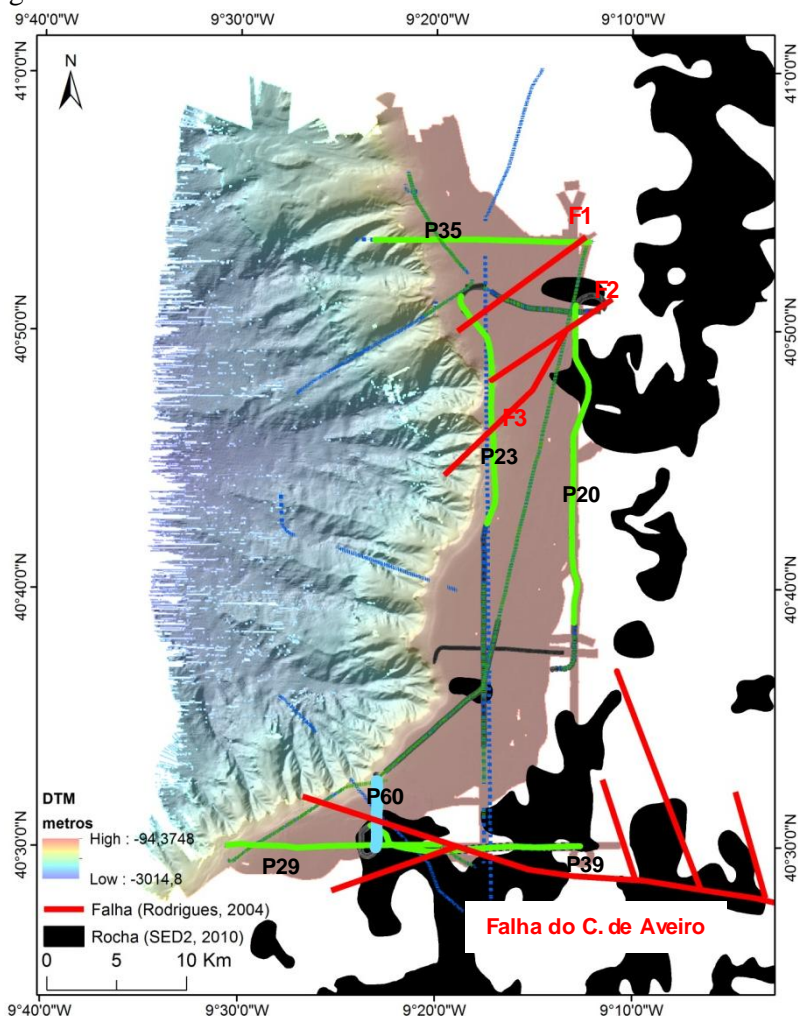 9°40'0"W 9°30'0"W 9°20'0"W 9°10'0"W
41°0'0"N
41°0'0"N
N
F1
P35
F2
40°50'0"N
40°50'0"N
F3
P23
P20
40°40'0"N
40°40'0"N
P60
DTM
metros
High : -94,3748
Low : -3014,8
40°30'0"N
40°30'0"N
P29
P39
Falha (Rodrigues, 2004)
Rocha (SED2, 2010)
Falha do C. de Aveiro
0 5 10 Km
9°40'0"W 9°30'0"W 9°20'0"W 9°10'0"W